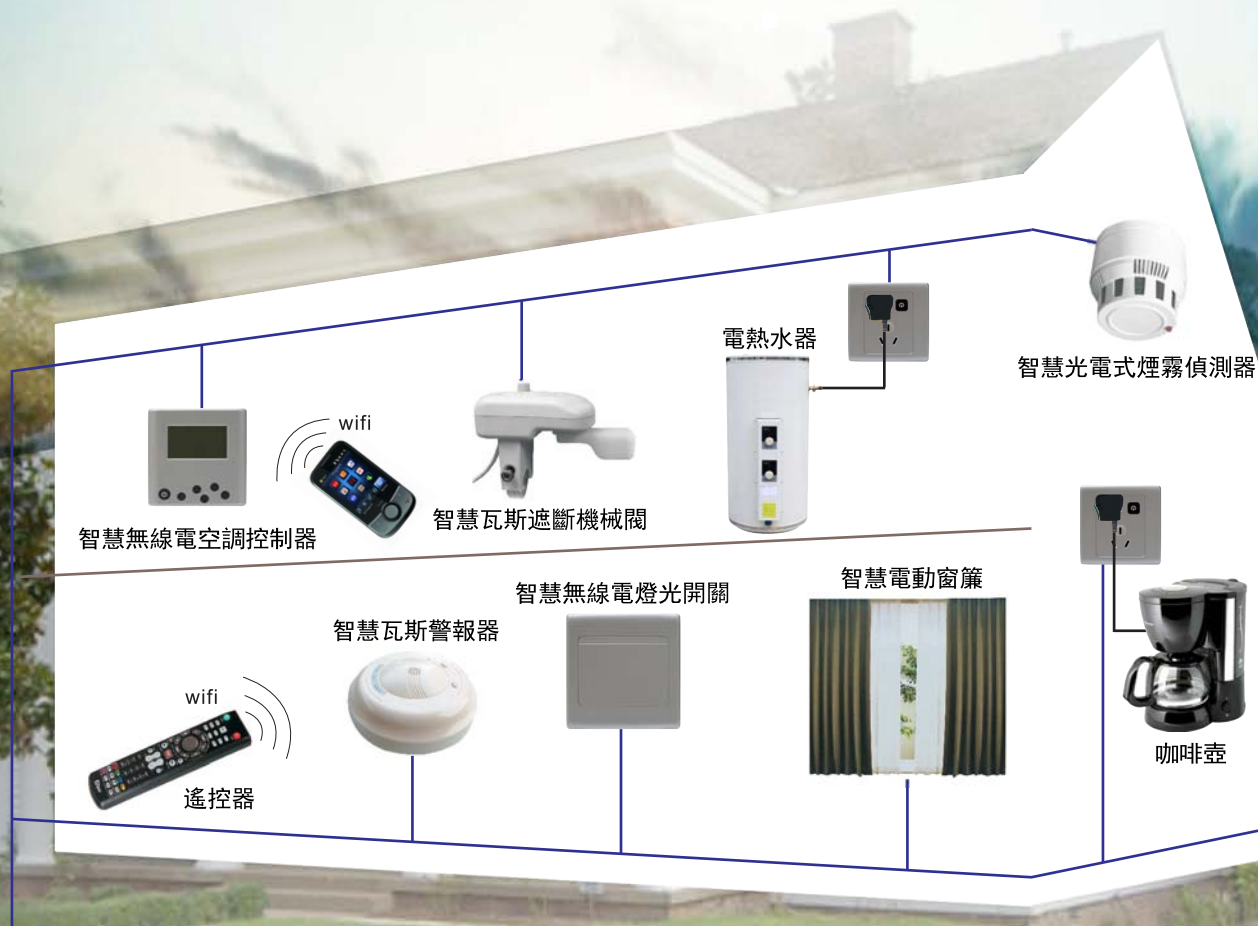 電熱水器
智慧光電式煙霧偵測器
wifi
智慧無線電空調控制器
智慧瓦斯遮斷機械閥
智慧電動窗簾
智慧無線電燈光開關
智慧瓦斯警報器
wifi
遙控器
咖啡壺